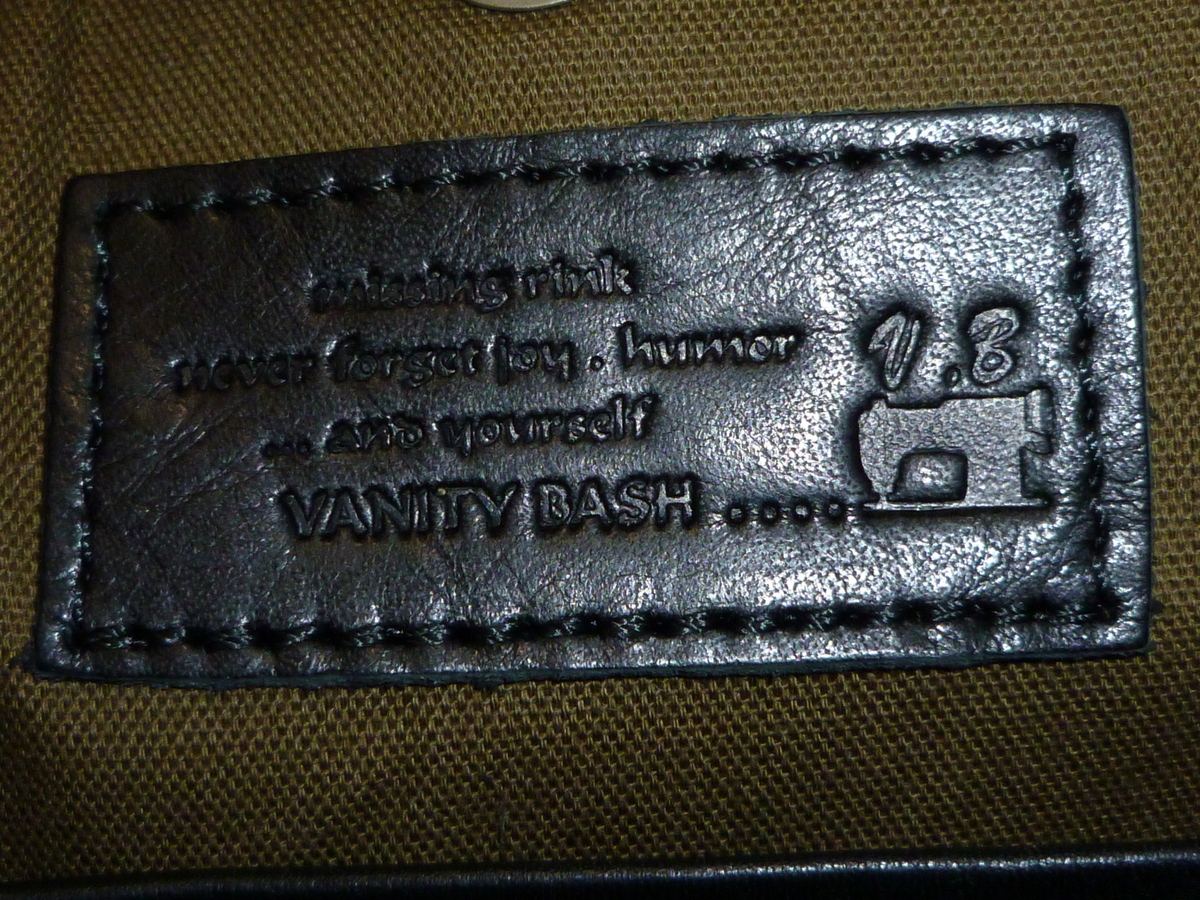 missing rink
never forget joy . humor
... and yourself
VANITY BASH .....
V.B